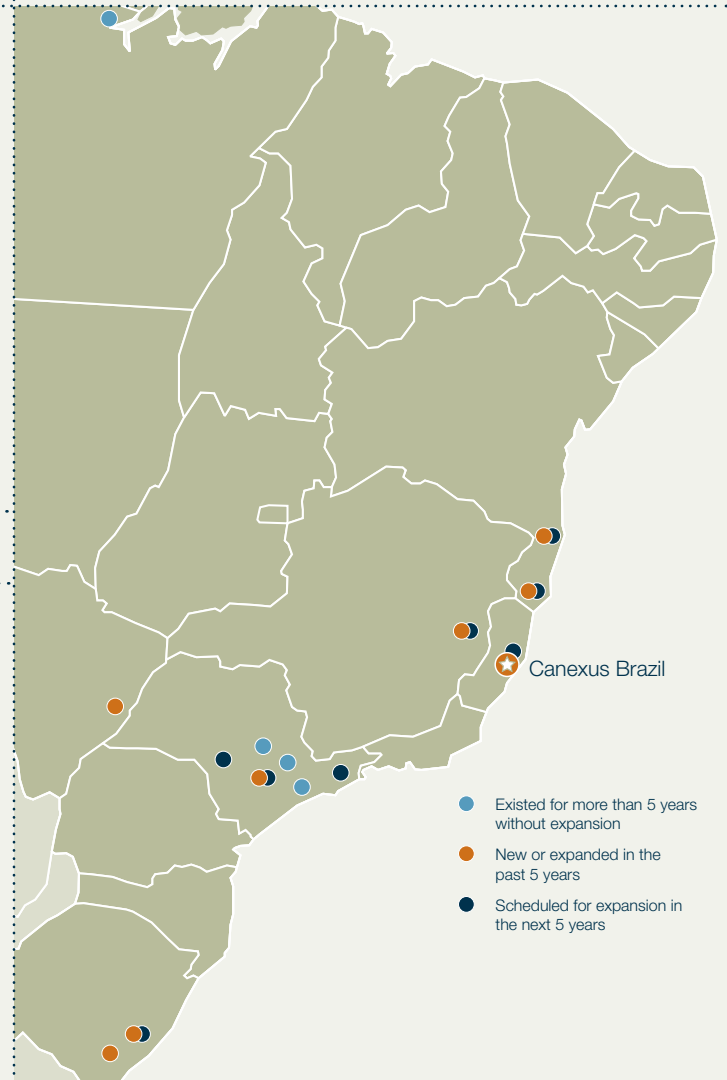 Canexus Brazil
Existed for more than 5 years
without expansion
New or expanded in the
past 5 years
Scheduled for expansion in
the next 5 years